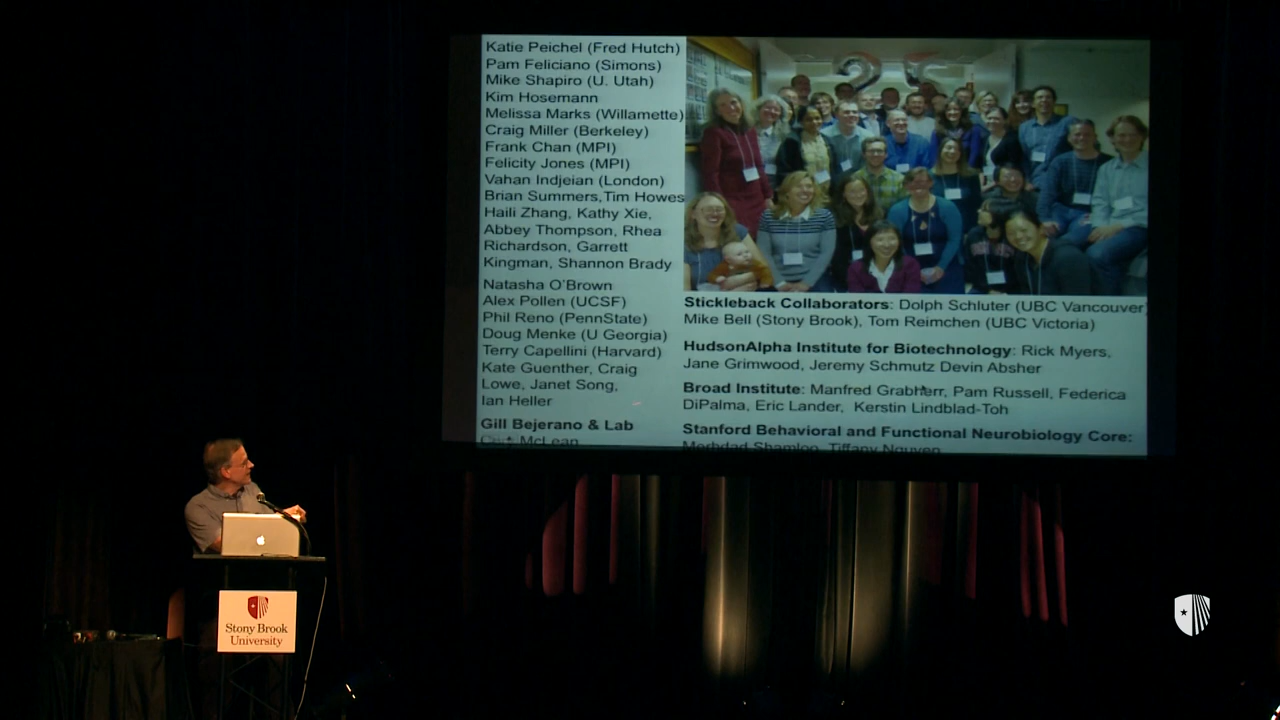 Katie Peichel (Fred Hutch)
Pam Feliciano (Simons)
Mike Shapiro (U. Utah)
Kim Hosemann
Melissa Marks (Willamette)
Craig Miller (Berkeley)
Frank Chan (MPI)
Felicity Jones (MPI)
Vahan Indjeian (London)
Brian Summers,Tim Howes
Haili Zhang, Kathy Xie,
Abbey Thompson, Rhea
Richardson, Garrett
Kingman, Shannon Brady
Natasha O'Brown
Alex Pollen (UCSF)
Phil Reno (PennState)
Doug Menke (U Georgia)
Terry Capellini (Harvard)
Kate Guenther, Craig
Lowe, Janet Song,
Ian Heller
Gill Bejerano & Lab
McLean
Stickleback Collaborators: Dolph Schluter (UBC Vancouver
Mike Bell (Stony Brook), Tom Reimchen (UBC Victoria)
HudsonAlpha Institute for Biotechnology: Rick Myers,
Jane Grimwood, Jeremy Schmutz Devin Absher
Broad Institute: Manfred Grabherr, Pam Russell, Federica
DiPalma, Eric Lander, Kerstin Lindblad-Toh
Stanford Behavioral and Functional Neurobiology Core:
Mehrdad Shamloo, Tiffany Nguyen
Stony Brook
University